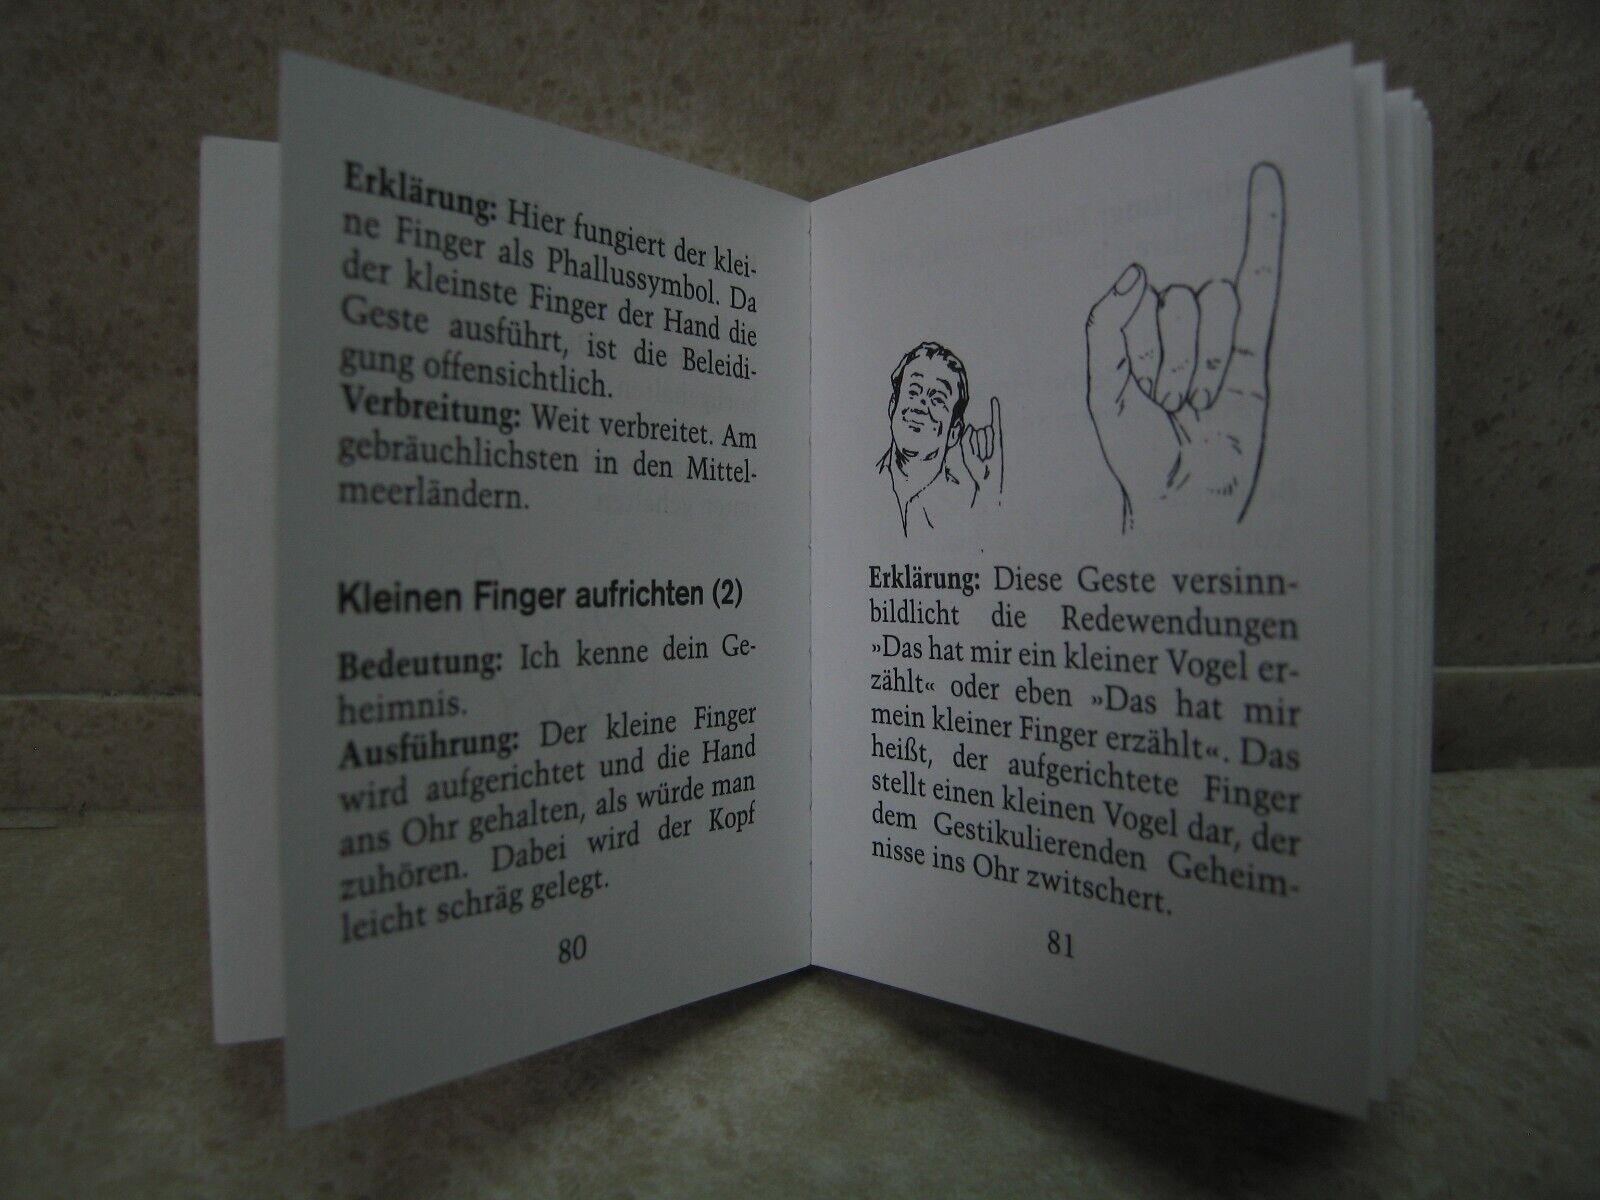 Erklärung: Hier fungiert der klei-
ne Finger als Phallussymbol. Da
der kleinste Finger der Hand die
Geste ausführt, ist die Beleidi-
gung offensichtlich.
Verbreitung: Weit verbreitet. Am
gebräuchlichsten in den Mittel-
meerländern.
Kleinen Finger aufrichten (2)
Bedeutung: Ich kenne dein Ge-
heimnis.
Ausführung: Der kleine Finger
wird aufgerichtet und die Hand
ans Ohr gehalten, als würde man
zuhören. Dabei wird der Kopf
leicht schräg gelegt.
80
Erklärung: Diese Geste versinn-
bildlicht die Redewendungen
»Das hat mir ein kleiner Vogel er-
zählt« oder eben »Das hat mir
mein kleiner Finger erzählt«. Das
heißt, der aufgerichtete Finger
stellt einen kleinen Vogel dar, der
dem Gestikulierenden Geheim-
nisse ins Ohr zwitschert.
81